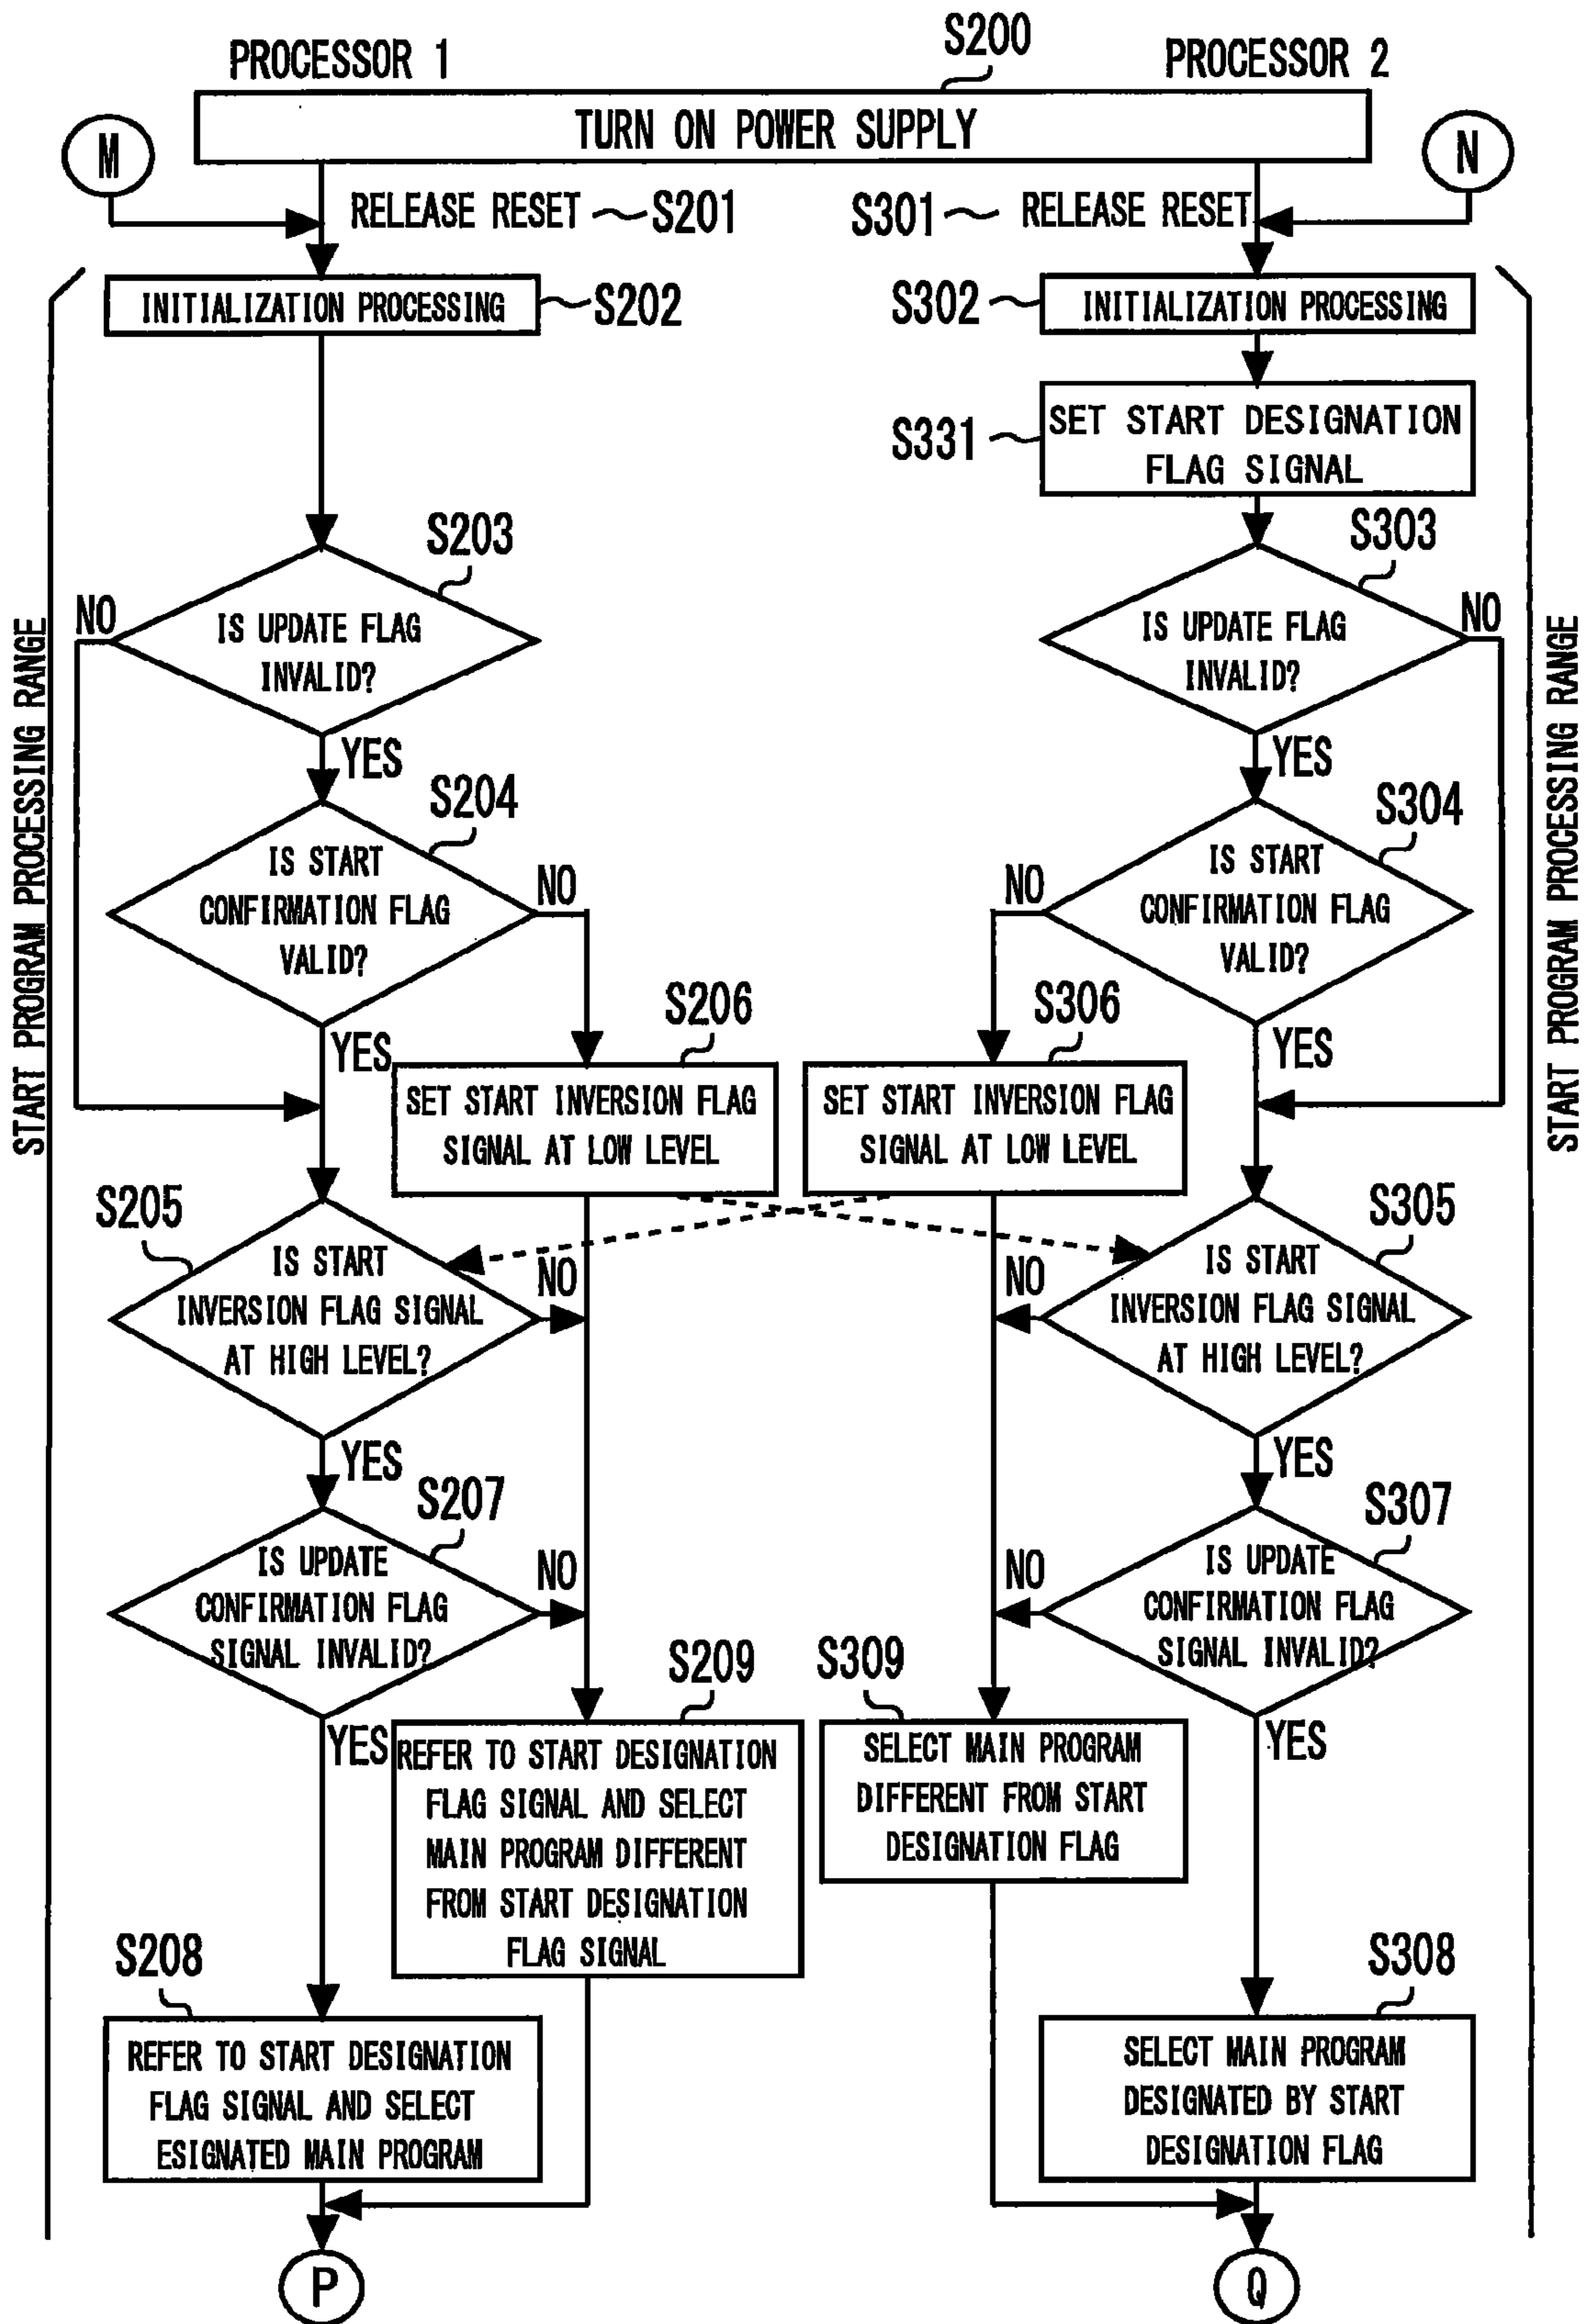 PROCESSOR 1
S200
PROCESSOR 2
TURN ON POWER SUPPLY
M
N
RELEASE RESET
S201
S301
RELEASE RESET
INITIALIZATION PROCESSING
S202
S302
INITIALIZATION PROCESSING
S331
SET START DESIGNATION
FLAG SIGNAL
START PROGRAM PROCESSING RANGE
START PROGRAM PROCESSING RANGE
S203
NO
IS UPDATE FLAG
INVALID?
YES
S303
NO
IS UPDATE FLAG
INVALID?
YES
S204
IS START
CONFIRMATION FLAG
VALID?
NO
YES
S304
IS START
CONFIRMATION FLAG
VALID?
NO
YES
S206
SET START INVERSION FLAG
SIGNAL AT LOW LEVEL
S306
SET START INVERSION FLAG
SIGNAL AT LOW LEVEL
S205
IS START
INVERSION FLAG SIGNAL
AT HIGH LEVEL?
NO
YES
S305
IS START
INVERSION FLAG SIGNAL
AT HIGH LEVEL?
NO
YES
S207
IS UPDATE
CONFIRMATION FLAG
SIGNAL INVALID?
NO
YES
S307
IS UPDATE
CONFIRMATION FLAG
SIGNAL INVALID?
NO
YES
S209
REFER TO START DESIGNATION
FLAG SIGNAL AND SELECT
MAIN PROGRAM DIFFERENT
FROM START DESIGNATION
FLAG SIGNAL
S309
SELECT MAIN PROGRAM
DIFFERENT FROM START
DESIGNATION FLAG
S208
REFER TO START DESIGNATION
FLAG SIGNAL AND SELECT
ESIGNATED MAIN PROGRAM
S308
SELECT MAIN PROGRAM
DESIGNATED BY START
DESIGNATION FLAG
P
Q